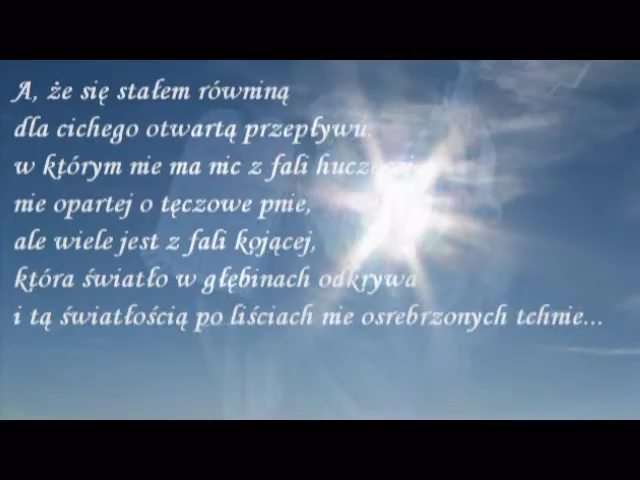 A, że się stałem równiną
dla cichego otwartą przepływu,
w którym nie ma nic z fali huczącej,
nie opartej o tęczowe pnie,
ale wiele jest z fali kojącej,
która światło w głębinach odkrywa
i tą światłością po liściach nie osrebrzonych tchnie...